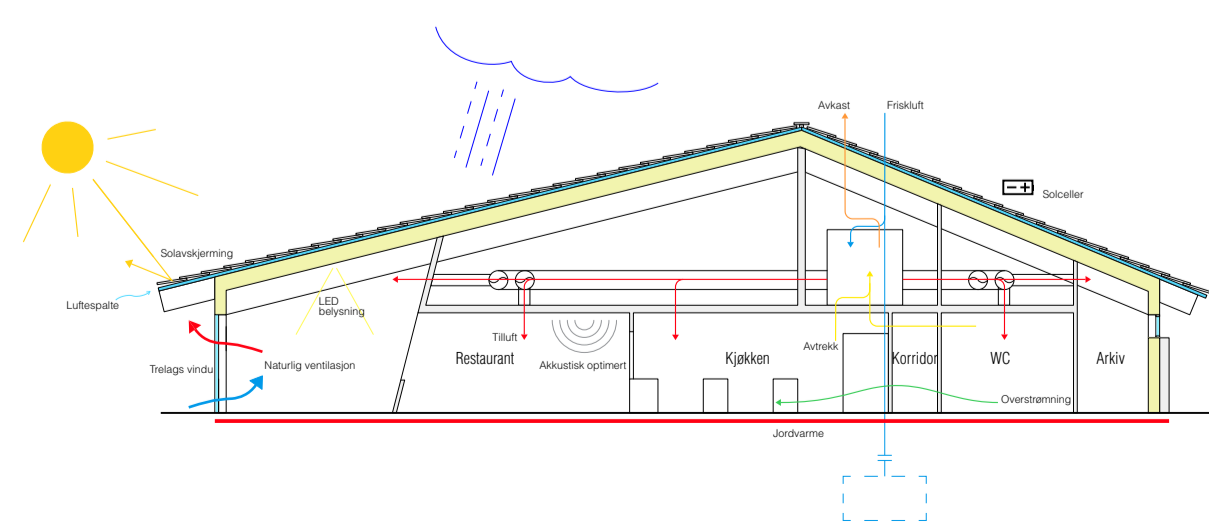 Avkast
Friskluft
Solceller
Solavskjerming
Luftespalte
LED
belysning
Tilluft
Avtrekk
Restaurant
Akkustisk optimert
Kjøkken
Korridor
WC
Arkiv
Trelags vindu
Naturlig ventilasjon
Overstrømning
Jordvarme